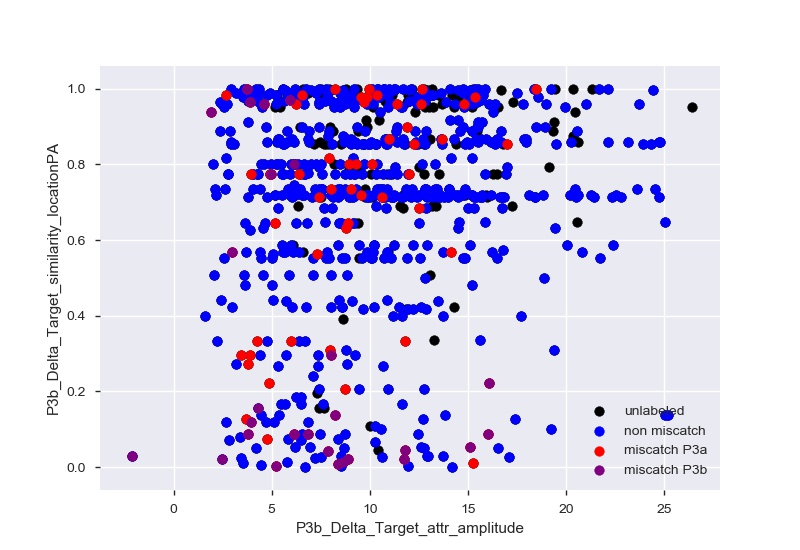 1.0
0.8
0.6
0.4
0.2
0.0
P3b_Delta_Target_similarity_locationPA
unlabeled
non miscatch
miscatch P3a
miscatch P3b
0 5 10 15 20 25
P3b_Delta_Target_attr_amplitude